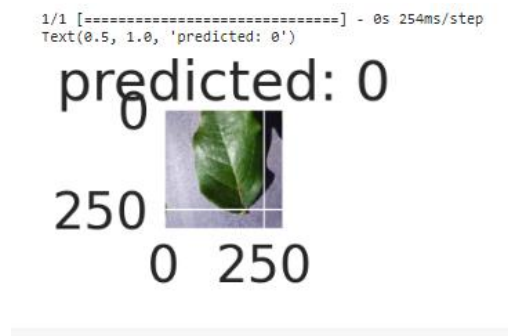 1/1 [==============================] - 0s 254ms/step
Text(0.5, 1.0, 'predicted: 0')
predicted: 0
0
250
0 250